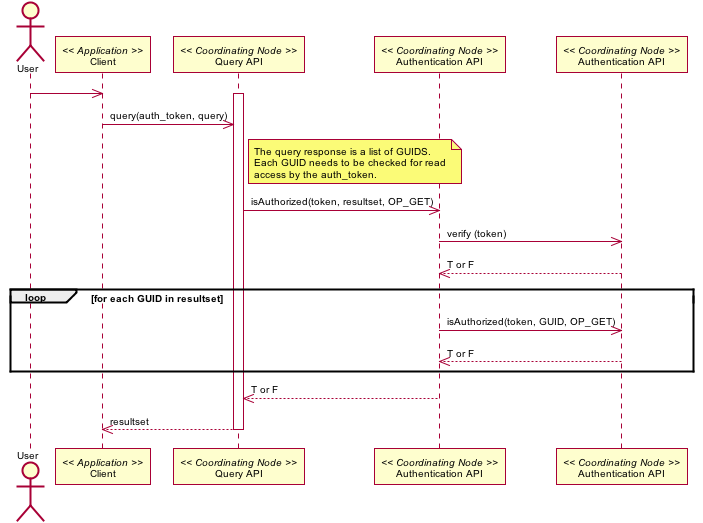 User
<< Application >>
Client
<< Coordinating Node >>
Query API
<< Coordinating Node >>
Authentication API
<< Coordinating Node >>
Authentication API
query(auth_token, query)
The query response is a list of GUIDS.
Each GUID needs to be checked for read
access by the auth_token.
isAuthorized(token, resultset, OP_GET)
verify (token)
T or F
loop
[for each GUID in resultset]
isAuthorized(token, GUID, OP_GET)
T or F
T or F
resultset
User
<< Application >>
Client
<< Coordinating Node >>
Query API
<< Coordinating Node >>
Authentication API
<< Coordinating Node >>
Authentication API